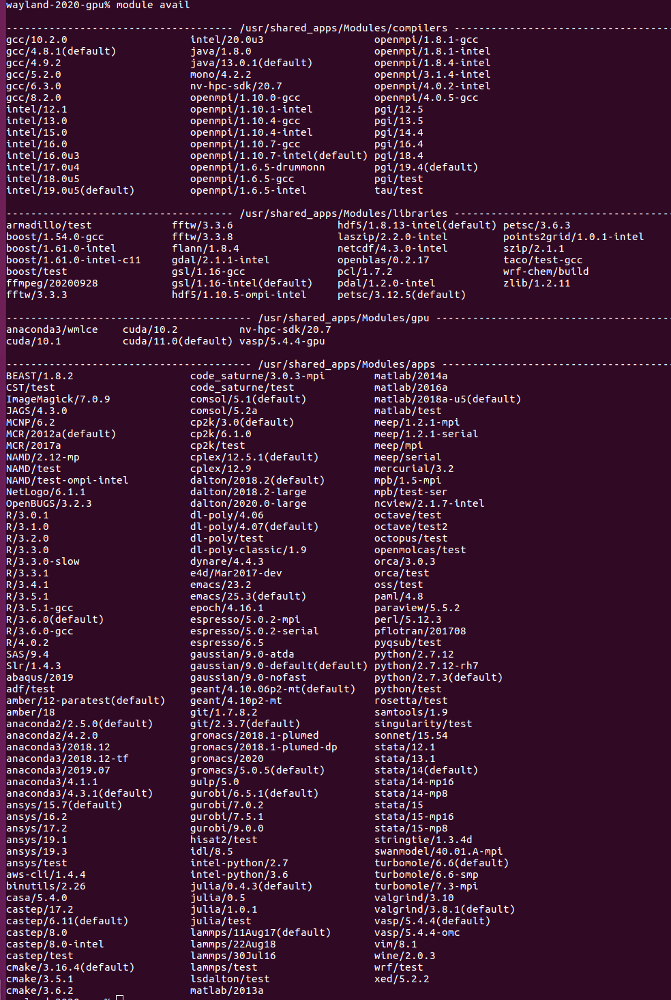 wayland-2020-gpu% module avail
------------------------------------- /usr/shared_apps/Modules/compilers -----------------------------------
gcc/10.2.0 intel/20.0u3 openmpi/1.8.1-gcc
gcc/4.8.1(default) java/1.8.0 openmpi/1.8.1-intel
gcc/4.9.2 java/13.0.1(default) openmpi/1.8.4-intel
gcc/5.2.0 mono/4.2.2 openmpi/3.1.4-intel
gcc/6.3.0 nv-hpc-sdk/20.7 openmpi/4.0.2-intel
gcc/8.2.0 openmpi/1.10.0-gcc openmpi/4.0.5-gcc
intel/12.1 openmpi/1.10.1-intel pgi/12.5
intel/13.0 openmpi/1.10.4-gcc pgi/13.5
intel/15.0 openmpi/1.10.4-intel pgi/14.4
intel/16.0 openmpi/1.10.7-gcc pgi/16.4
intel/16.0u3 openmpi/1.10.7-intel(default) pgi/18.4
intel/17.0u4 openmpi/1.6.5-drummonn pgi/19.4(default)
intel/18.0u5 openmpi/1.6.5-gcc pgi/test
intel/19.0u5(default) openmpi/1.6.5-intel tau/test
------------------------------------- /usr/shared_apps/Modules/libraries -----------------------------------
armadillo/test fftw/3.3.6 hdf5/1.8.13-intel(default) petsc/3.6.3
boost/1.54.0-gcc fftw/3.3.8 laszip/2.2.0-intel points2grid/1.0.1-intel
boost/1.61.0-intel flann/1.8.4 netcdf/4.3.0-intel szip/2.1.1
boost/1.61.0-intel-c11 gdal/2.1.1-intel openblas/0.2.17 taco/test-gcc
boost/test gsl/1.16-gcc pcl/1.7.2 wrf-chem/build
ffmpeg/20200928 gsl/1.16-intel(default) pdal/1.2.0-intel zlib/1.2.11
fftw/3.3.3 hdf5/1.10.5-ompi-intel petsc/3.12.5(default)
---------------------------------------- /usr/shared_apps/Modules/gpu --------------------------------------
anaconda3/wmlce cuda/10.2 nv-hpc-sdk/20.7
cuda/10.1 cuda/11.0(default) vasp/5.4.4-gpu
---------------------------------------- /usr/shared_apps/Modules/apps -------------------------------------
BEAST/1.8.2 code_saturne/3.0.3-mpi matlab/2014a
CST/test code_saturne/test matlab/2016a
ImageMagick/7.0.9 comsol/5.1(default) matlab/2018a-u5(default)
JAGS/4.3.0 comsol/5.2a matlab/test
MCNP/6.2 cp2k/3.0(default) meep/1.2.1-mpi
MCR/2012a(default) cp2k/6.1.0 meep/1.2.1-serial
MCR/2017a cp2k/test meep/mpi
NAMD/2.12-mp cplex/12.5.1(default) meep/serial
NAMD/test cplex/12.9 mercurial/3.2
NAMD/test-ompi-intel dalton/2018.2(default) mpb/1.5-mpi
NetLogo/6.1.1 dalton/2018.2-large mpb/test-ser
OpenBUGS/3.2.3 dalton/2020.0-large ncview/2.1.7-intel
R/3.0.1 dl-poly/4.06 octave/test
R/3.1.0 dl-poly/4.07(default) octave/test2
R/3.2.0 dl-poly/test octopus/test
R/3.3.0 dl-poly-classic/1.9 openmolcas/test
R/3.3.0-slow dynare/4.4.3 orca/3.0.3
R/3.3.1 e4d/Mar2017-dev orca/test
R/3.4.1 emacs/23.2 oss/test
R/3.5.1 emacs/25.3(default) paml/4.8
R/3.5.1-gcc epoch/4.16.1 paraview/5.5.2
R/3.6.0(default) espresso/5.0.2-mpi perl/5.12.3
R/3.6.0-gcc espresso/5.0.2-serial pflotran/201708
R/4.0.2 espresso/6.5 pyqsub/test
SAS/9.4 gaussian/9.0-atda python/2.7.12
Slr/1.4.3 gaussian/9.0-default(default) python/2.7.12-rh7
abaqus/2019 gaussian/9.0-nofast python/2.7.3(default)
adf/test geant/4.10.06p2-mt(default) python/test
amber/12-paratest(default) geant/4.10p2-mt rosetta/test
amber/18 git/1.7.8.2 samtools/1.9
anaconda2/2.5.0(default) git/2.3.7(default) singularity/test
anaconda2/4.2.0 gromacs/2018.1-plumed sonnet/15.54
anaconda3/2018.12 gromacs/2018.1-plumed-dp stata/12.1
anaconda3/2018.12-tf gromacs/2020 stata/13.1
anaconda3/2019.07 gromacs/5.0.5(default) stata/14(default)
anaconda3/4.1.1 gulp/5.0 stata/14-mp16
anaconda3/4.3.1(default) gurobi/6.5.1(default) stata/14-mp8
ansys/15.7(default) gurobi/7.0.2 stata/15
ansys/16.2 gurobi/7.5.1 stata/15-mp16
ansys/17.2 gurobi/9.0.0 stata/15-mp8
ansys/19.1 hisat2/test stringtie/1.3.4d
ansys/19.3 idl/8.5 swanmodel/40.01.A-mpi
ansys/test intel-python/2.7 turbomole/6.6(default)
aws-cli/1.4.4 intel-python/3.6 turbomole/6.6-smp
binutils/2.26 julia/0.4.3(default) turbomole/7.3-mpi
casa/5.4.0 julia/0.5 valgrind/3.10
castep/17.2 julia/1.0.1 valgrind/3.8.1(default)
castep/6.11(default) julia/test vasp/5.4.4(default)
castep/8.0 lammps/11Aug17(default) vasp/5.4.4-omc
castep/8.0-intel lammps/22Aug18 vim/8.1
castep/test lammps/30Jul16 wine/2.0.3
cmake/3.16.4(default) lammps/test wrf/test
cmake/3.5.1 lsdalton/test xed/5.2.2
cmake/3.6.2 matlab/2013a